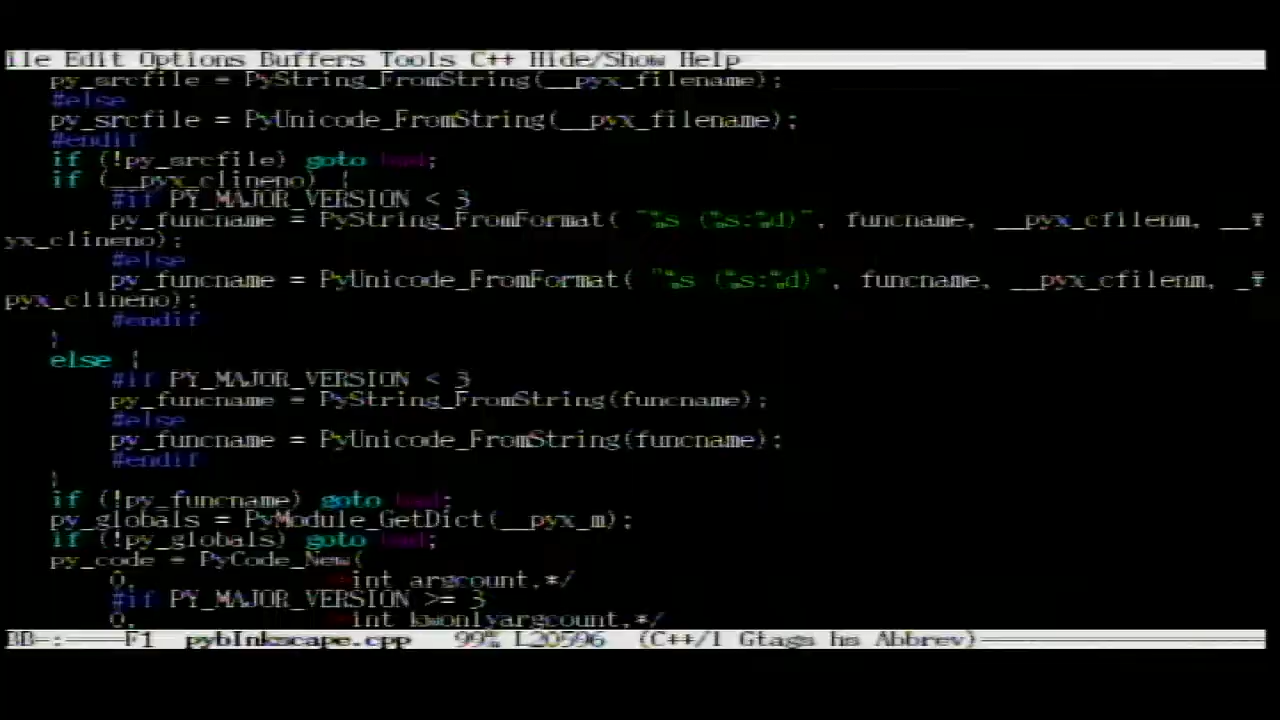 ile Edit Options Buffers Tools C++ Hide/Show Help
py_srcfile = PyString_FromString(__pyx_filename);
#else
py_srcfile = PyUnicode_FromString(__pyx_filename);
#endif
if (!py_srcfile) goto bad;
if (__pyx_clineno) {
#if PY_MAJOR_VERSION < 3
py_funcname = PyString_FromFormat( "%s (%s:%d)", funcname, __pyx_cfilenm, __
yx_clineno);
#else
py_funcname = PyUnicode_FromFormat( "%s (%s:%d)", funcname, __pyx_cfilenm, _
pyx_clineno);
#endif
}
else {
#if PY_MAJOR_VERSION < 3
py_funcname = PyString_FromString(funcname);
#else
py_funcname = PyUnicode_FromString(funcname);
#endif
}
if (!py_funcname) goto bad;
py_globals = PyModule_GetDict(__pyx_m);
if (!py_globals) goto bad;
py_code = PyCode_New(
0, int argcount,*/
#if PY_MAJOR_VERSION >= 3
0, int kwonlyargcount,*/
BD-:----F1 pybInkscape.cpp 99% L20596 (C++/l Gtags hs Abbrev)